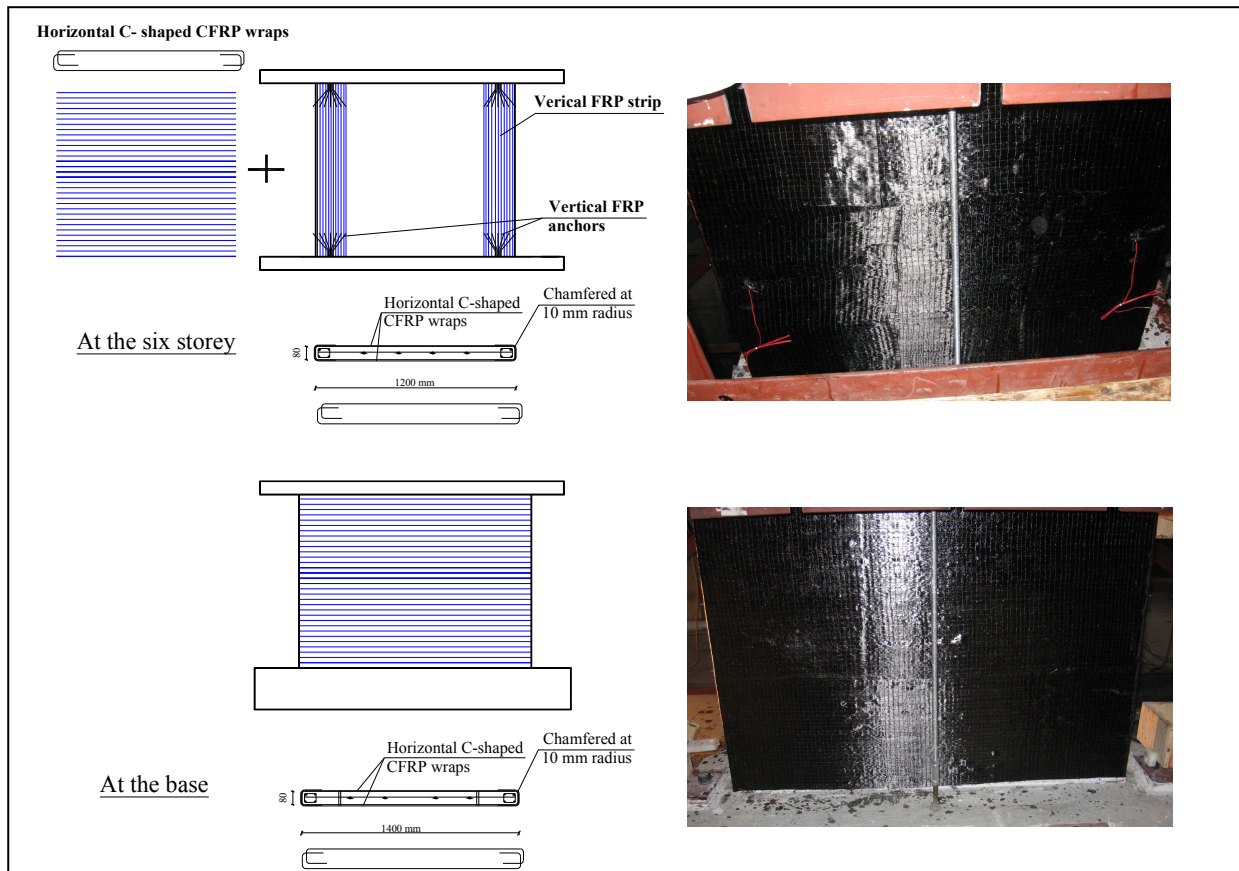 Horizontal C- shaped CFRP wraps
Verical FRP strip
Vertical FRP
anchors
Horizontal C-shaped
CFRP wraps
Chamfered at
10 mm radius
At the six storey
80
1200 mm
Horizontal C-shaped
CFRP wraps
Chamfered at
10 mm radius
At the base
80
1400 mm